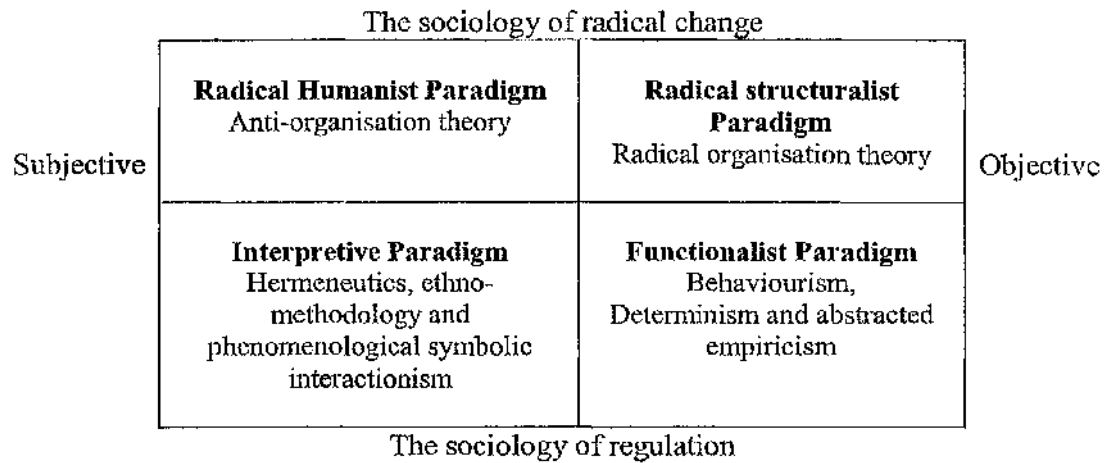 The sociology of radical change
Radical Humanist Paradigm
Anti-organisation theory
Radical structuralist
Paradigm
Radical organisation theory
Subjective
Objective
Interpretive Paradigm
Hermeneutics, ethno-
methodology and
phenomenological symbolic
interactionism
Functionalist Paradigm
Behaviourism,
Determinism and abstracted
empiricism
The sociology of regulation